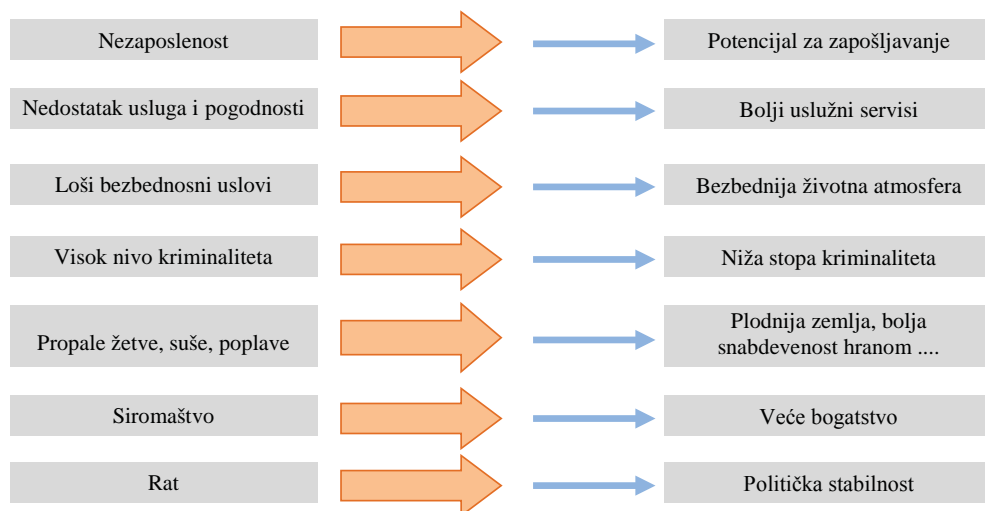 Nezaposlenost
Potencijal za zapošljavanje
Nedostatak usluga i pogodnosti
Bolji uslužni servisi
Loši bezbednosni uslovi
Bezbednija životna atmosfera
Visok nivo kriminaliteta
Niža stopa kriminaliteta
Propale žetve, suše, poplave
Plodnija zemlja, bolja
snabdevenost hranom ....
Siromaštvo
Veće bogatstvo
Rat
Politička stabilnost